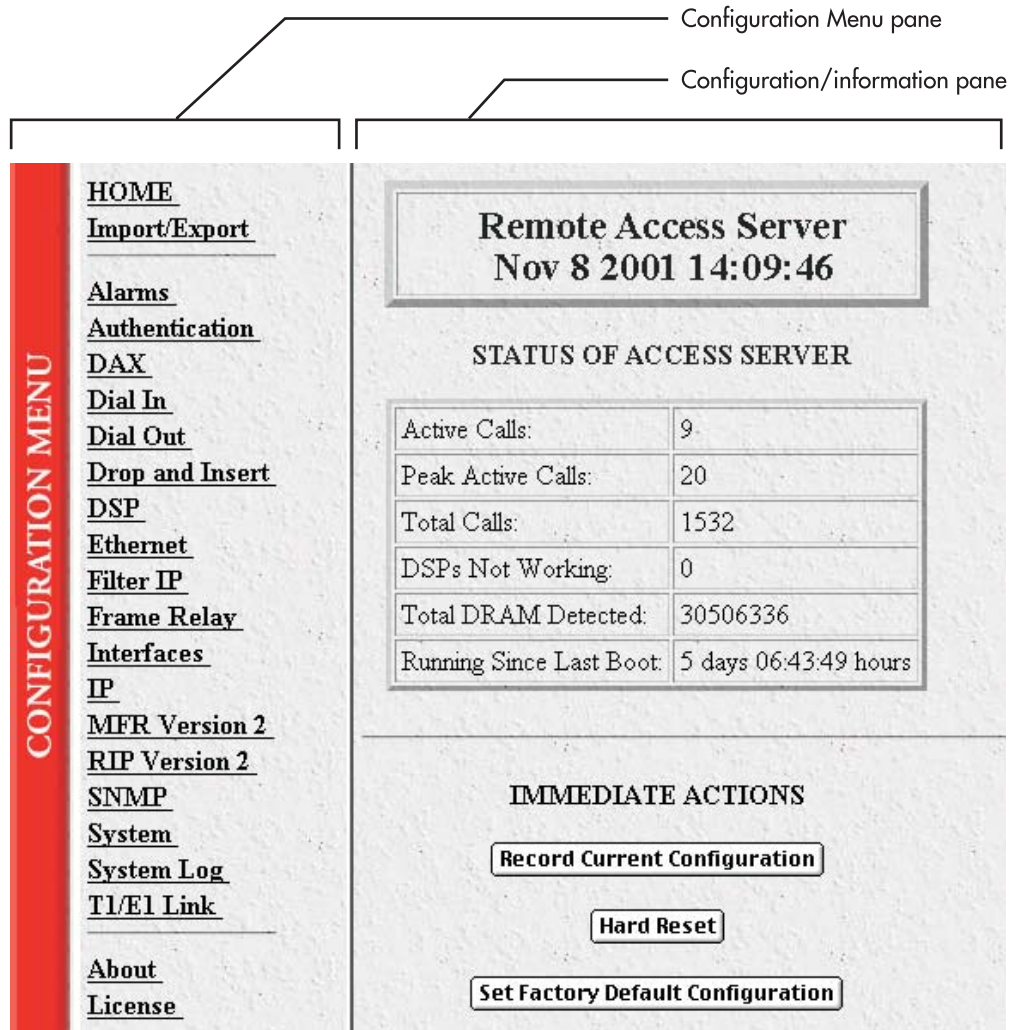 Configuration Menu pane
Configuration/information pane
CONFIGURATION MENU
HOME
Import/Export
Alarms
Authentication
DAX
Dial In
Dial Out
Drop and Insert
DSP
Ethernet
Filter IP
Frame Relay
Interfaces
IP
MFR Version 2
RIP Version 2
SNMP
System
System Log
T1/E1 Link
About
License
Remote Access Server
Nov 8 2001 14:09:46
STATUS OF ACCESS SERVER
Active Calls: 9
Peak Active Calls: 20
Total Calls: 1532
DSPs Not Working: 0
Total DRAM Detected: 30506336
Running Since Last Boot: 5 days 06:43:49 hours
IMMEDIATE ACTIONS
Record Current Configuration
Hard Reset
Set Factory Default Configuration